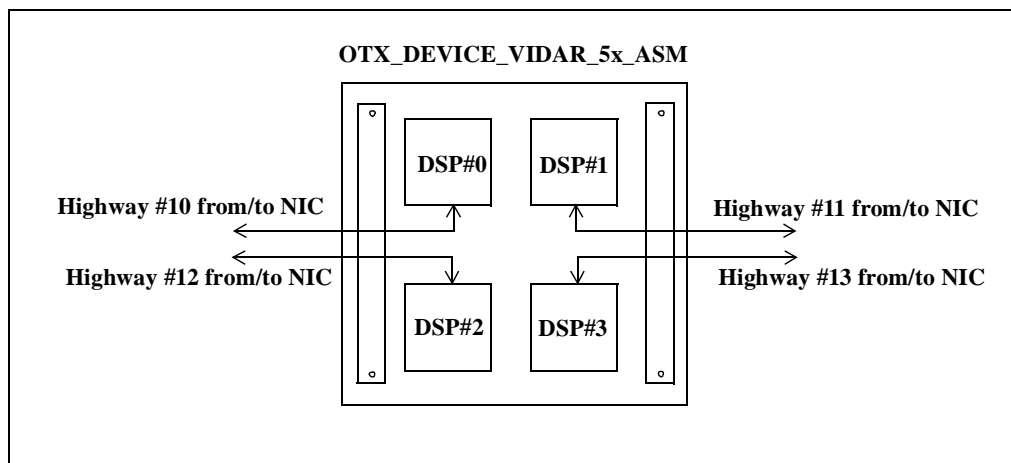 OTX_DEVICE_VIDAR_5x_ASM
DSP#0
DSP#1
Highway #10 from/to NIC
Highway #11 from/to NIC
Highway #12 from/to NIC
Highway #13 from/to NIC
DSP#2
DSP#3